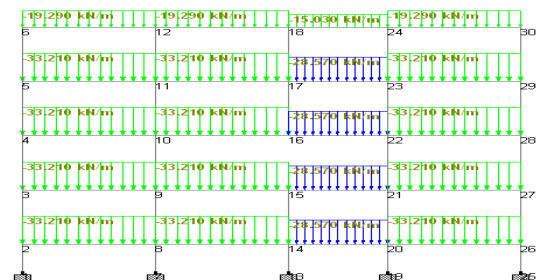 -19.290 kN/m -19.290 kN/m -15.030 kN/m -19.290 kN/m
6 12 18 24 30
-33.210 kN/m -33.210 kN/m -28.570 kN/m -33.210 kN/m
5 11 17 23 29
-33.210 kN/m -33.210 kN/m -28.570 kN/m -33.210 kN/m
4 10 16 22 28
-33.210 kN/m -33.210 kN/m -28.570 kN/m -33.210 kN/m
3 9 15 21 27
-33.210 kN/m -33.210 kN/m -28.570 kN/m -33.210 kN/m
2 8 14 20 26